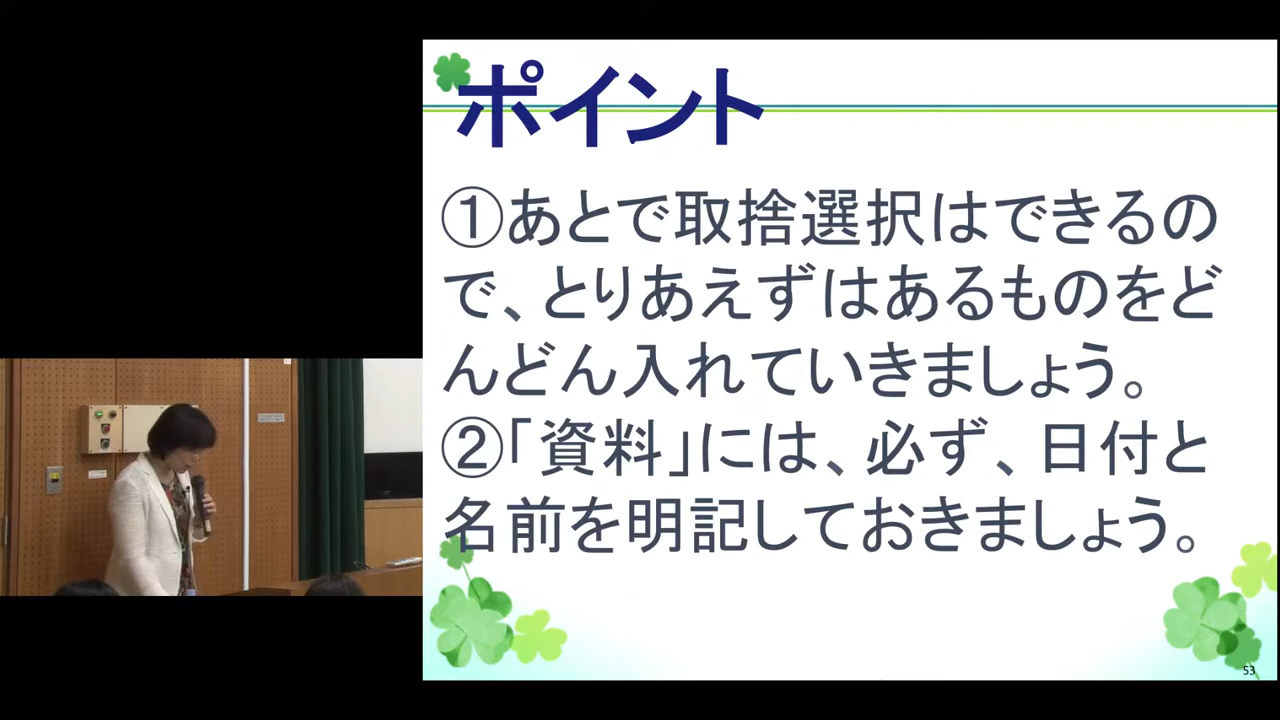 ポイント
①あとで取捨選択はできるの
で、とりあえずはあるものをど
んどん入れていきましょう。
②「資料」には、必ず、日付と
名前を明記しておきましょう。
53